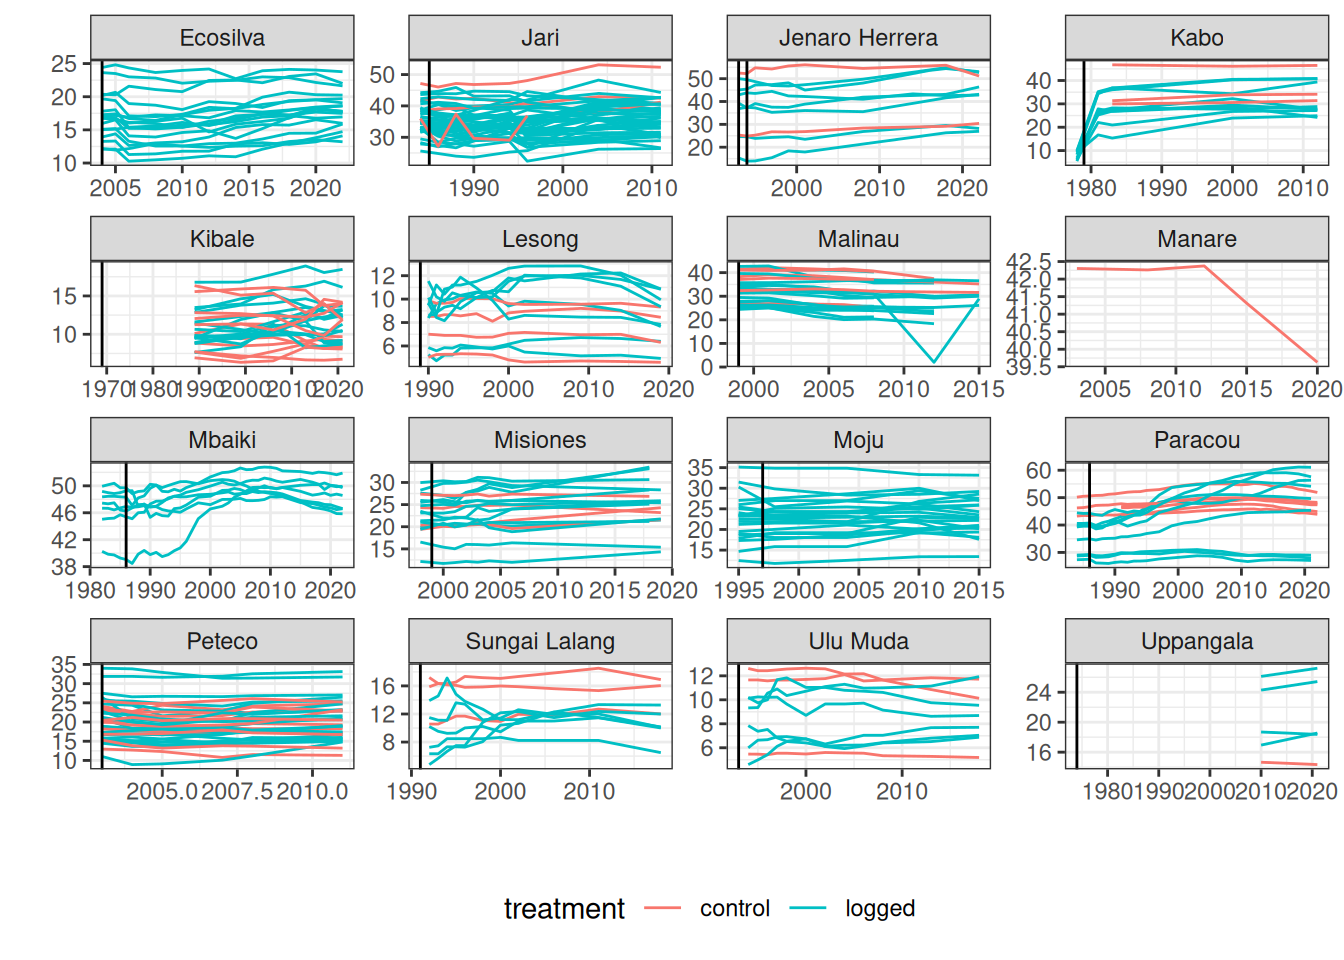 Ecosilva Jari Jenaro Herrera Kabo
25 20 15 10
2005 2010 2015 2020
50 40 30
1990 2000 2010
50 40 30 20
2000 2010 2020
40 30 20 10
1980 1990 2000 2010
Kibale Lesong Malinau Manare
15 10
1970 1980 1990 2000 2010 2020
12 10 8 6
1990 2000 2010 2020
40 30 20 10 0
2000 2005 2010 2015
42.5 42.0 41.5 41.0 40.5 40.0 39.5
2005 2010 2015 2020
Mbaiki Misiones Moju Paracou
50 46 42 38
1980 1990 2000 2010 2020
30 25 20 15
2000 2005 2010 2015 2020
35 30 25 20 15
1995 2000 2005 2010 2015
60 50 40 30
1990 2000 2010 2020
Peteco Sungai Lalang Ulu Muda Uppangala
35 30 25 20 15 10
2005.0 2007.5 2010.0
16 12 8
1990 2000 2010
12 10 8 6
2000 2010
24 20 16
1980 1990 2000 2010 2020
treatment control logged